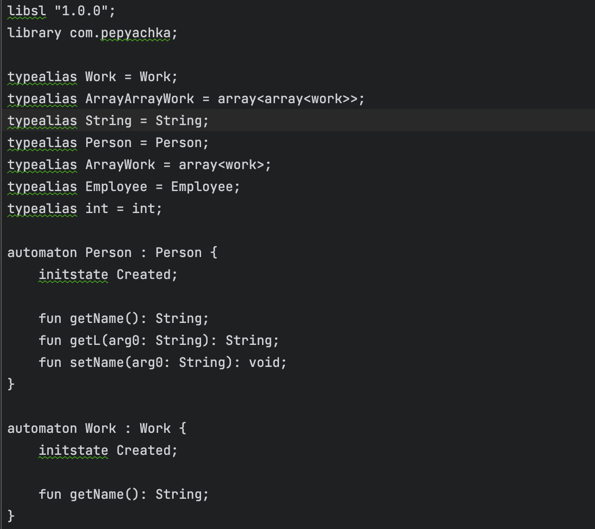 libsl "1.0.0";
library com.pepyachka;

typealias Work = Work;
typealias ArrayArrayWork = array<array<work>>;
typealias String = String;
typealias Person = Person;
typealias ArrayWork = array<work>;
typealias Employee = Employee;
typealias int = int;

automaton Person : Person {
    initstate Created;

    fun getName(): String;
    fun getL(arg0: String): String;
    fun setName(arg0: String): void;
}

automaton Work : Work {
    initstate Created;

    fun getName(): String;
}